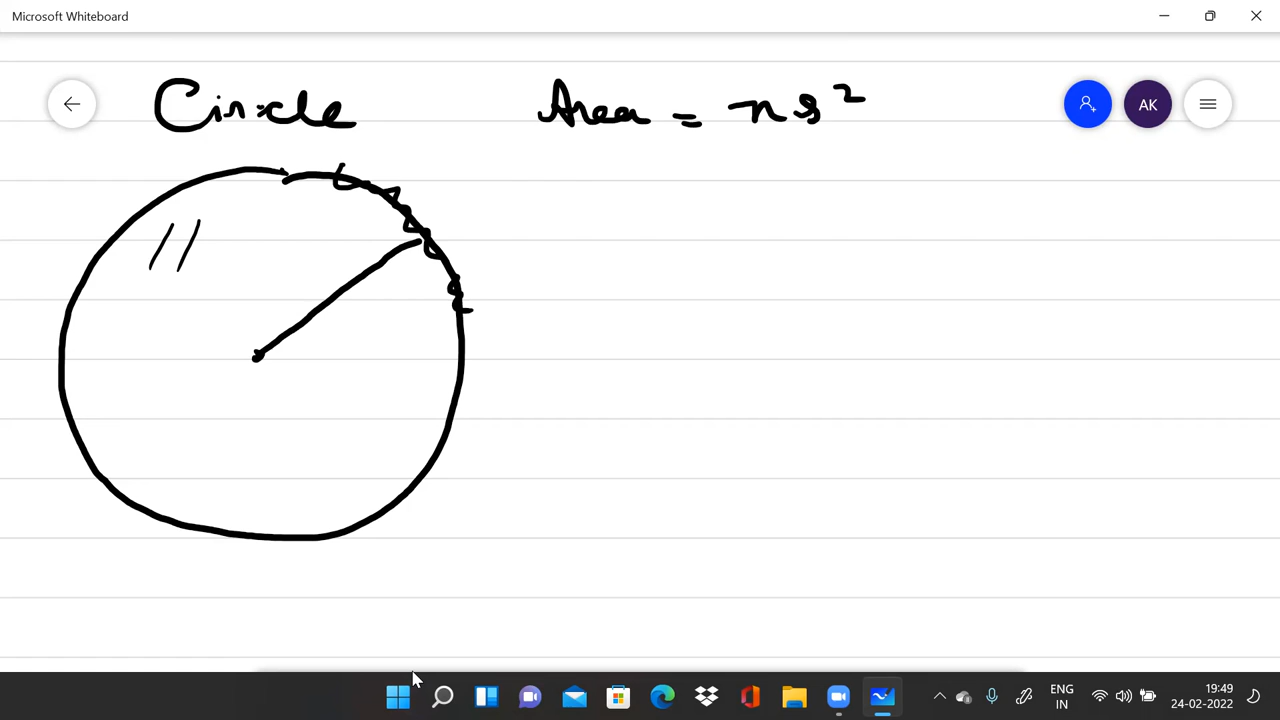 Microsoft Whiteboard
Circle Area = πr²
AK
ENG
IN
19:49
24-02-2022